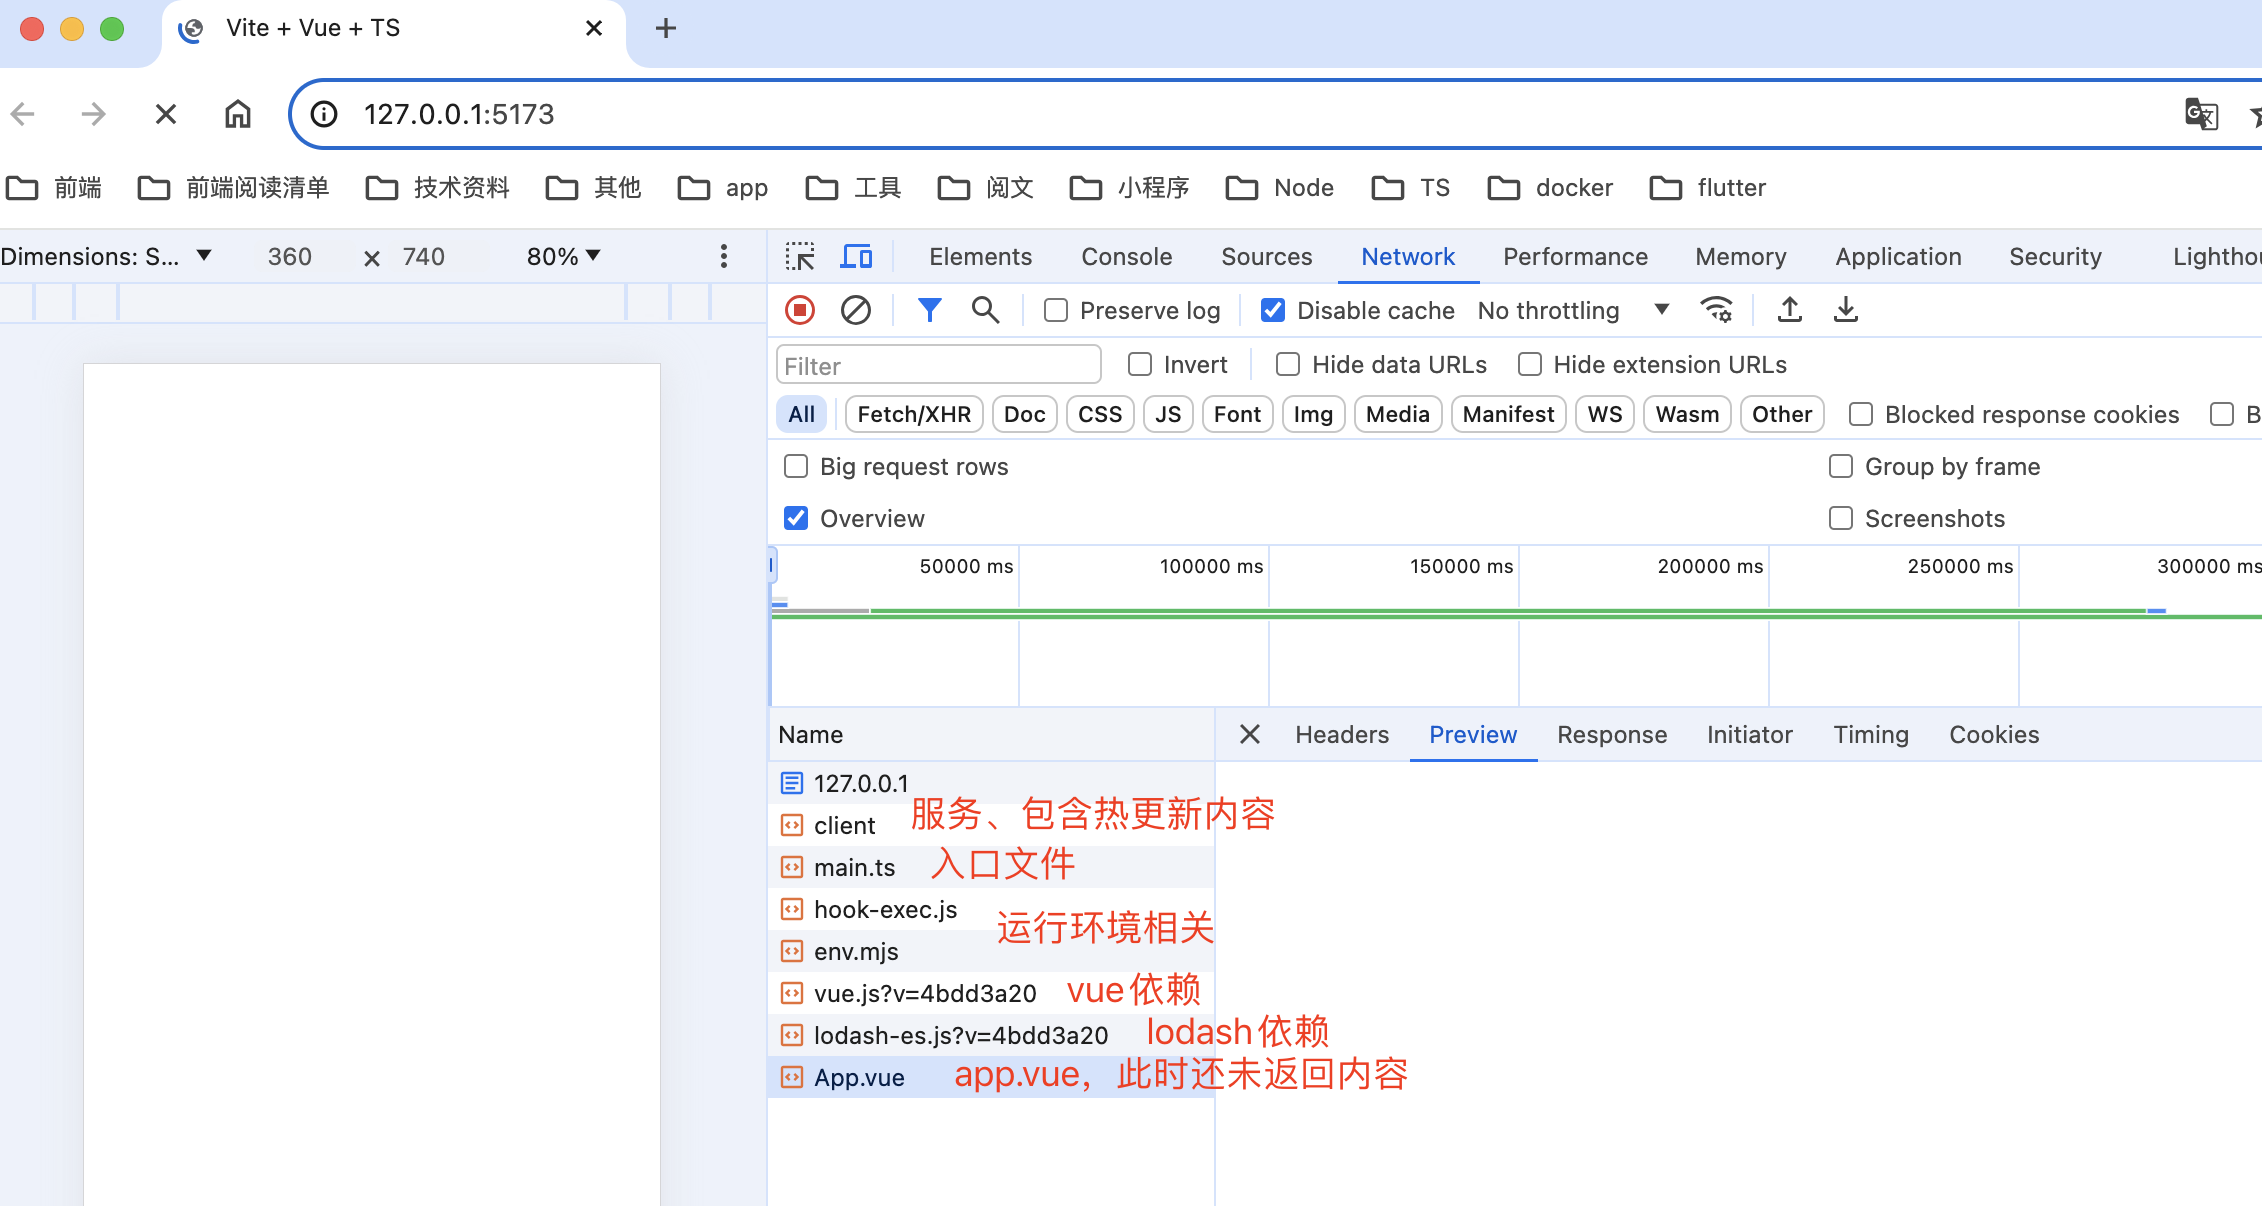 Vite + Vue + TS
127.0.0.1:5173
前端 前端阅读清单 技术资料 其他 app 工具 阅文 小程序 Node TS docker flutter
Dimensions: S... 360 × 740 80%
Elements Console Sources Network Performance Memory Application Security Lighthou
Preserve log Disable cache No throttling
Filter Invert Hide data URLs Hide extension URLs
All Fetch/XHR Doc CSS JS Font Img Media Manifest WS Wasm Other Blocked response cookies B
Big request rows Group by frame
Overview Screenshots
50000 ms 100000 ms 150000 ms 200000 ms 250000 ms 300000 ms
Name Headers Preview Response Initiator Timing Cookies
127.0.0.1
client 服务、包含热更新内容
main.ts 入口文件
hook-exec.js
运行环境相关
env.mjs
vue.js?v=4bdd3a20 vue依赖
lodash-es.js?v=4bdd3a20 lodash依赖
App.vue app.vue，此时还未返回内容